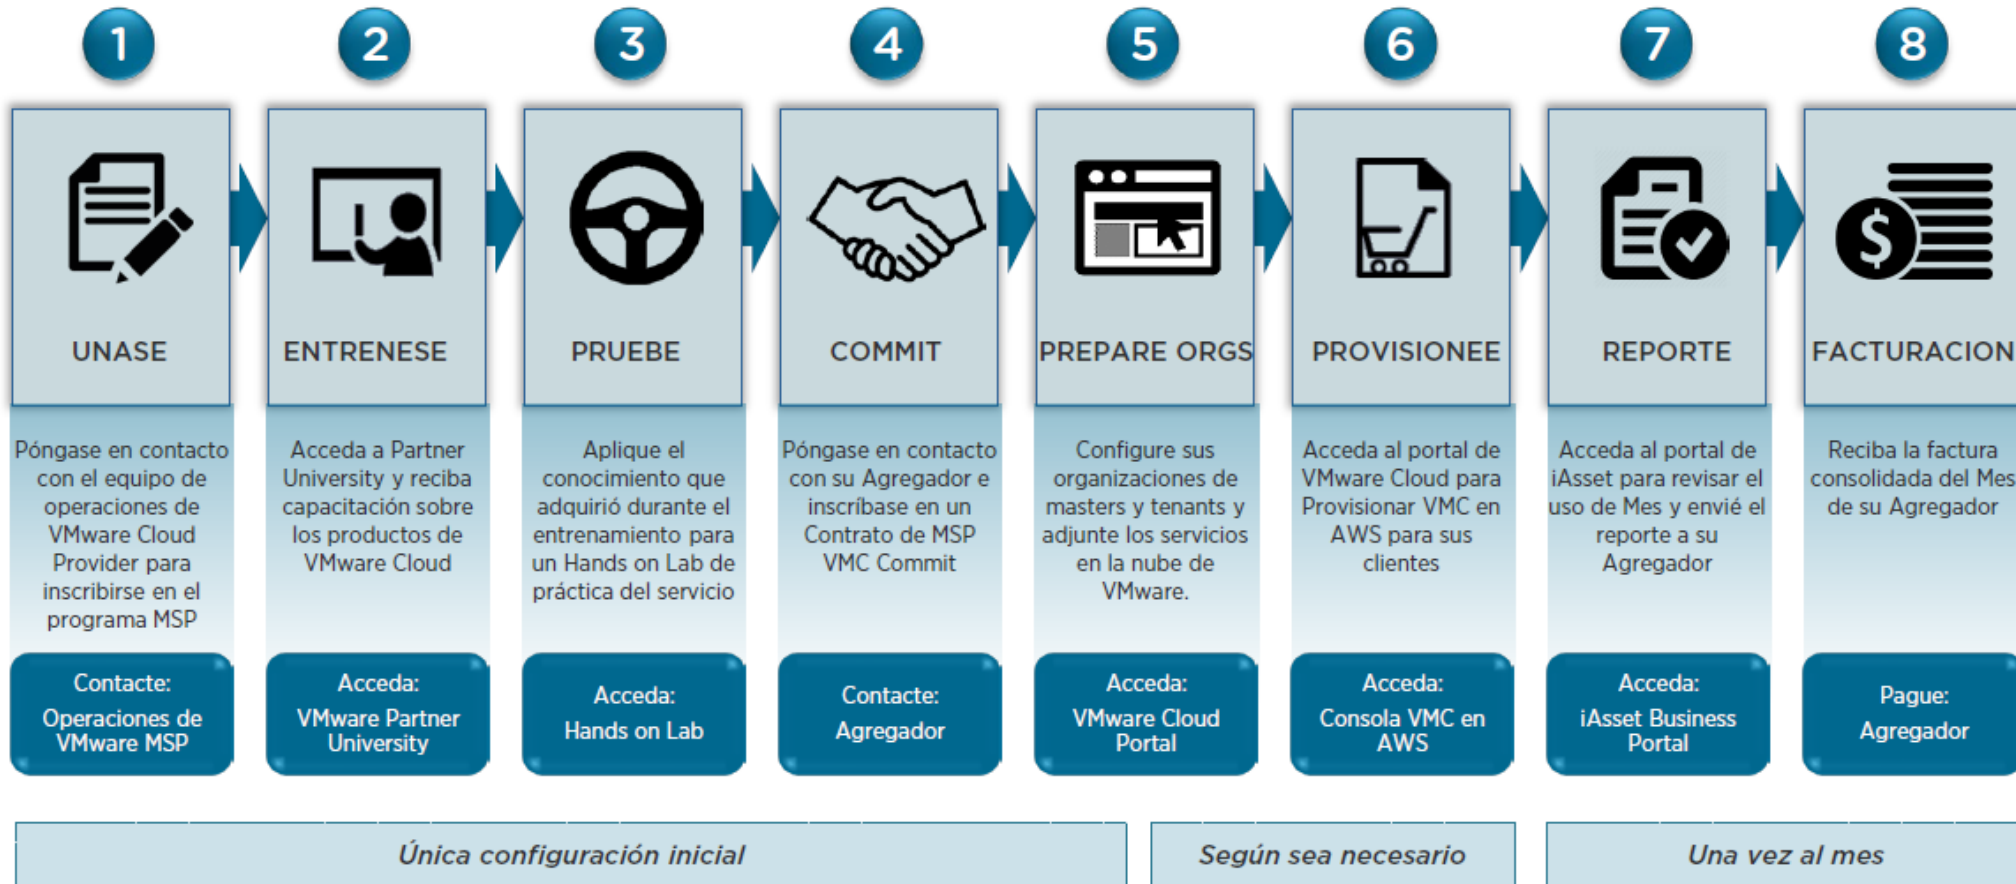 1
2
3
4
5
6
7
8
UNASE
ENTRENESE
PRUEBE
COMMIT
PREPARE ORGS
PROVISIONEE
REPORTE
FACTURACION
Póngase en contacto
con el equipo de
operaciones de
VMware Cloud
Provider para
inscribirse en el
programa MSP
Acceda a Partner
University y reciba
capacitación sobre
los productos de
VMware Cloud
Aplique el
conocimiento que
adquirió durante el
entrenamiento para
un Hands on Lab de
práctica del servicio
Póngase en contacto
con su Agregador e
inscríbase en un
Contrato de MSP
VMC Commit
Configure sus
organizaciones de
masters y tenants y
adjunte los servicios
en la nube de
VMware.
Acceda al portal de
VMware Cloud para
Provisionar VMC en
AWS para sus
clientes
Acceda al portal de
iAsset para revisar el
uso de Mes y envié el
reporte a su
Agregador
Reciba la factura
consolidada del Mes
de su Agregador
Contacte:
Operaciones de
VMware MSP
Acceda:
VMware Partner
University
Acceda:
Hands on Lab
Contacte:
Agregador
Acceda:
VMware Cloud
Portal
Acceda:
Consola VMC en
AWS
Acceda:
iAsset Business
Portal
Pague:
Agregador
Única configuración inicial
Según sea necesario
Una vez al mes